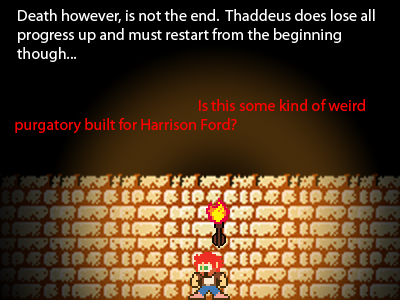 Death however, is not the end.  Thaddeus does lose all
progress up and must restart from the beginning
though...
Is this some kind of weird
purgatory built for Harrison Ford?